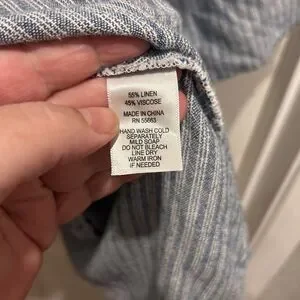 55% LINEN
45% VISCOSE
MADE IN CHINA
RN 55663
HAND WASH COLD
SEPARATELY
MILD SOAP
DO NOT BLEACH
LINE DRY
WARM IRON
IF NEEDED